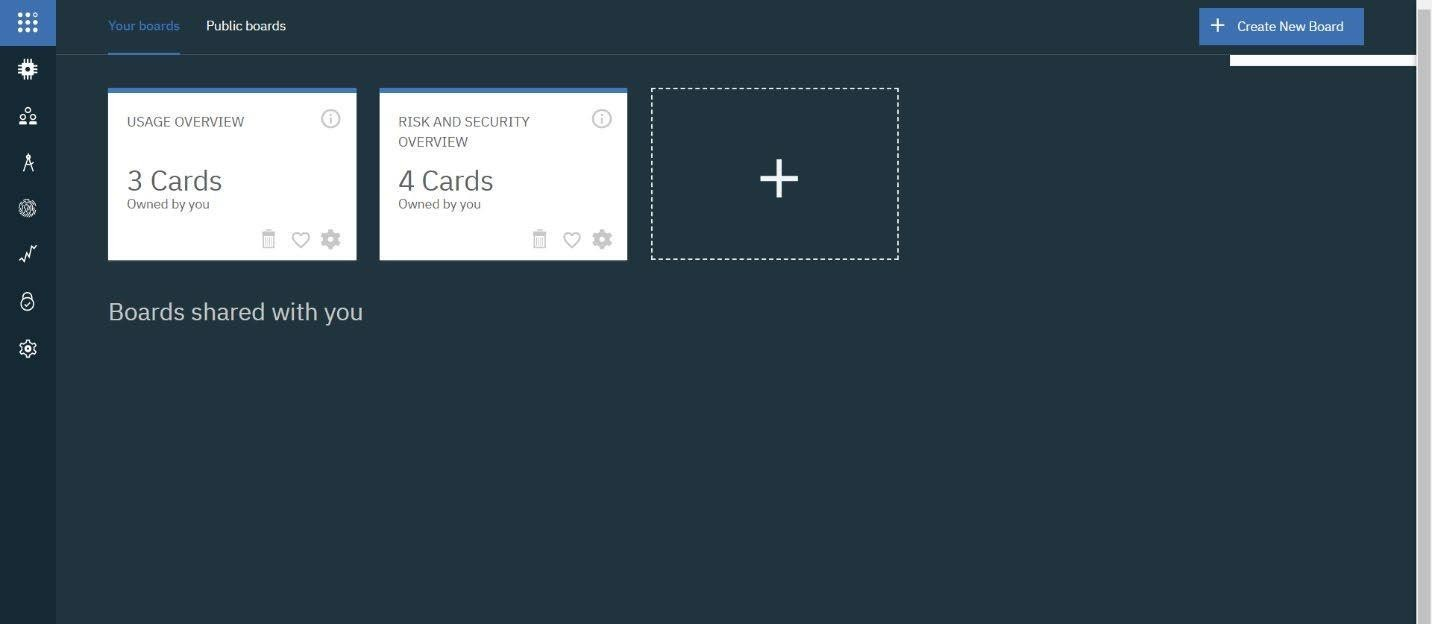 Your boards
Public boards
Create New Board
USAGE OVERVIEW
3 Cards
Owned by you
RISK AND SECURITY
OVERVIEW
4 Cards
Owned by you
Boards shared with you